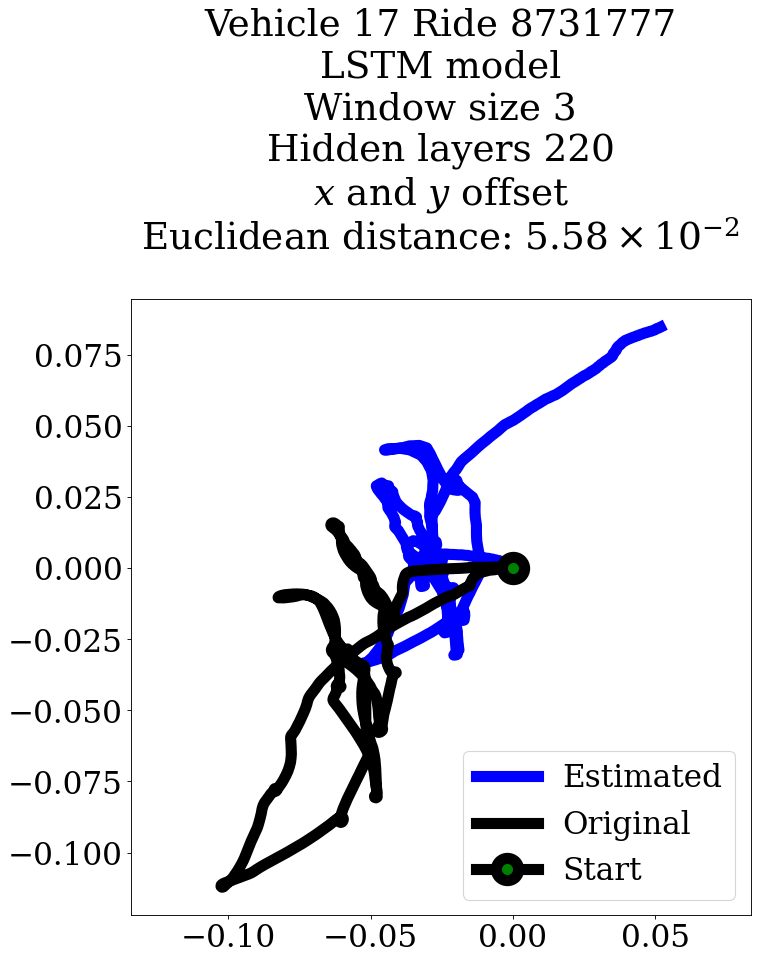 Vehicle 17 Ride 8731777
LSTM model
Window size 3
Hidden layers 220
x and y offset
Euclidean distance: 5.58 × 10⁻²
0.075
0.050
0.025
0.000
−0.025
−0.050
−0.075
−0.100
Estimated
Original
Start
−0.10
−0.05
0.00
0.05